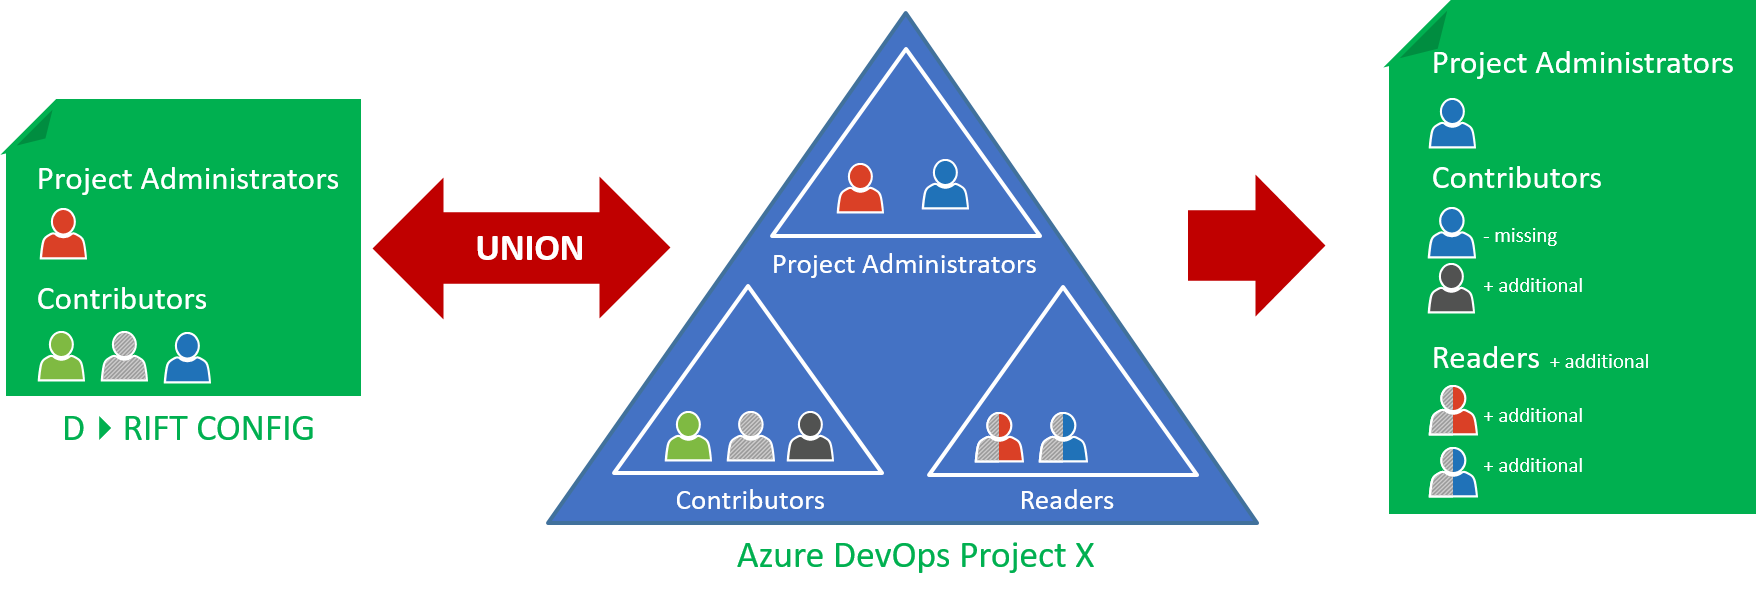 Project Administrators
Contributors
D RIFT CONFIG
UNION
Project Administrators
Contributors
Readers
Azure DevOps Project X
Project Administrators
Contributors
- missing
+ additional
Readers + additional
+ additional
+ additional